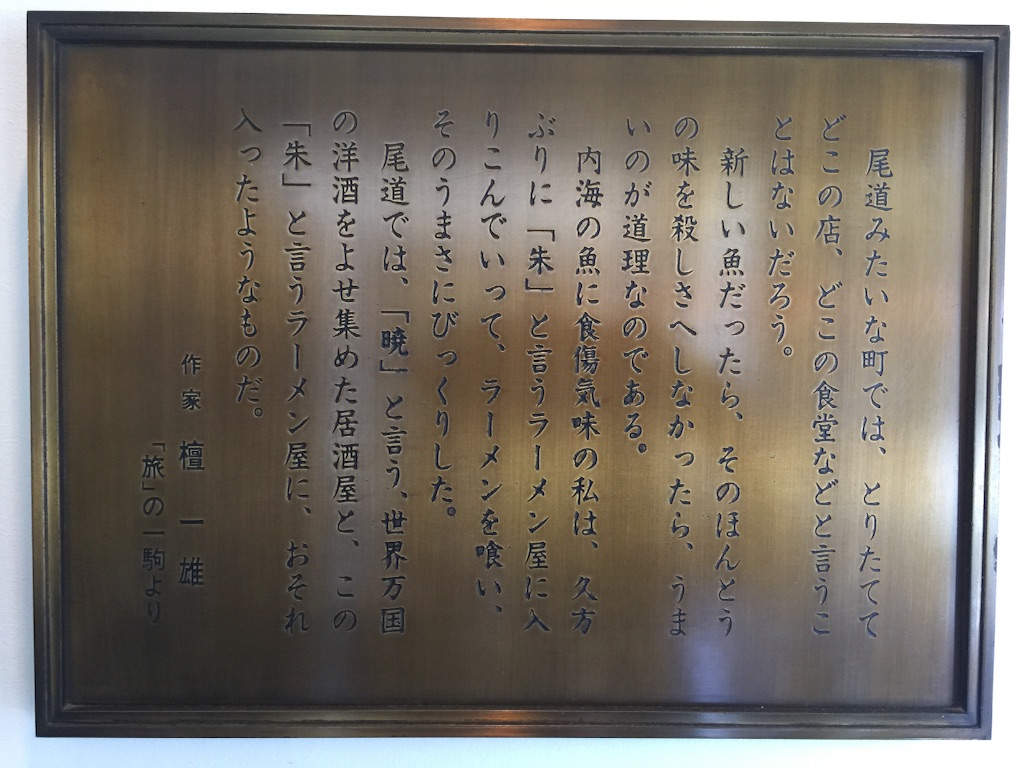 尾道みたいな町では、とりたてて
どこの店、どこの食堂などと言うこ
とはないだろう。
新しい魚だったら、そのほんとう
の味を殺しさへしなかったら、うま
いのが道理なのである。
内海の魚に食傷気味の私は、久方
ぶりに「朱」と言うラーメン屋に入
りこんでいって、ラーメンを喰い、
そのうまさにびっくりした。
尾道では、「暁」と言う、世界万国
の洋酒をよせ集めた居酒屋と、この
「朱」と言うラーメン屋に、おそれ
入ったようなものだ。
作家 檀一雄
「旅」の一駒より